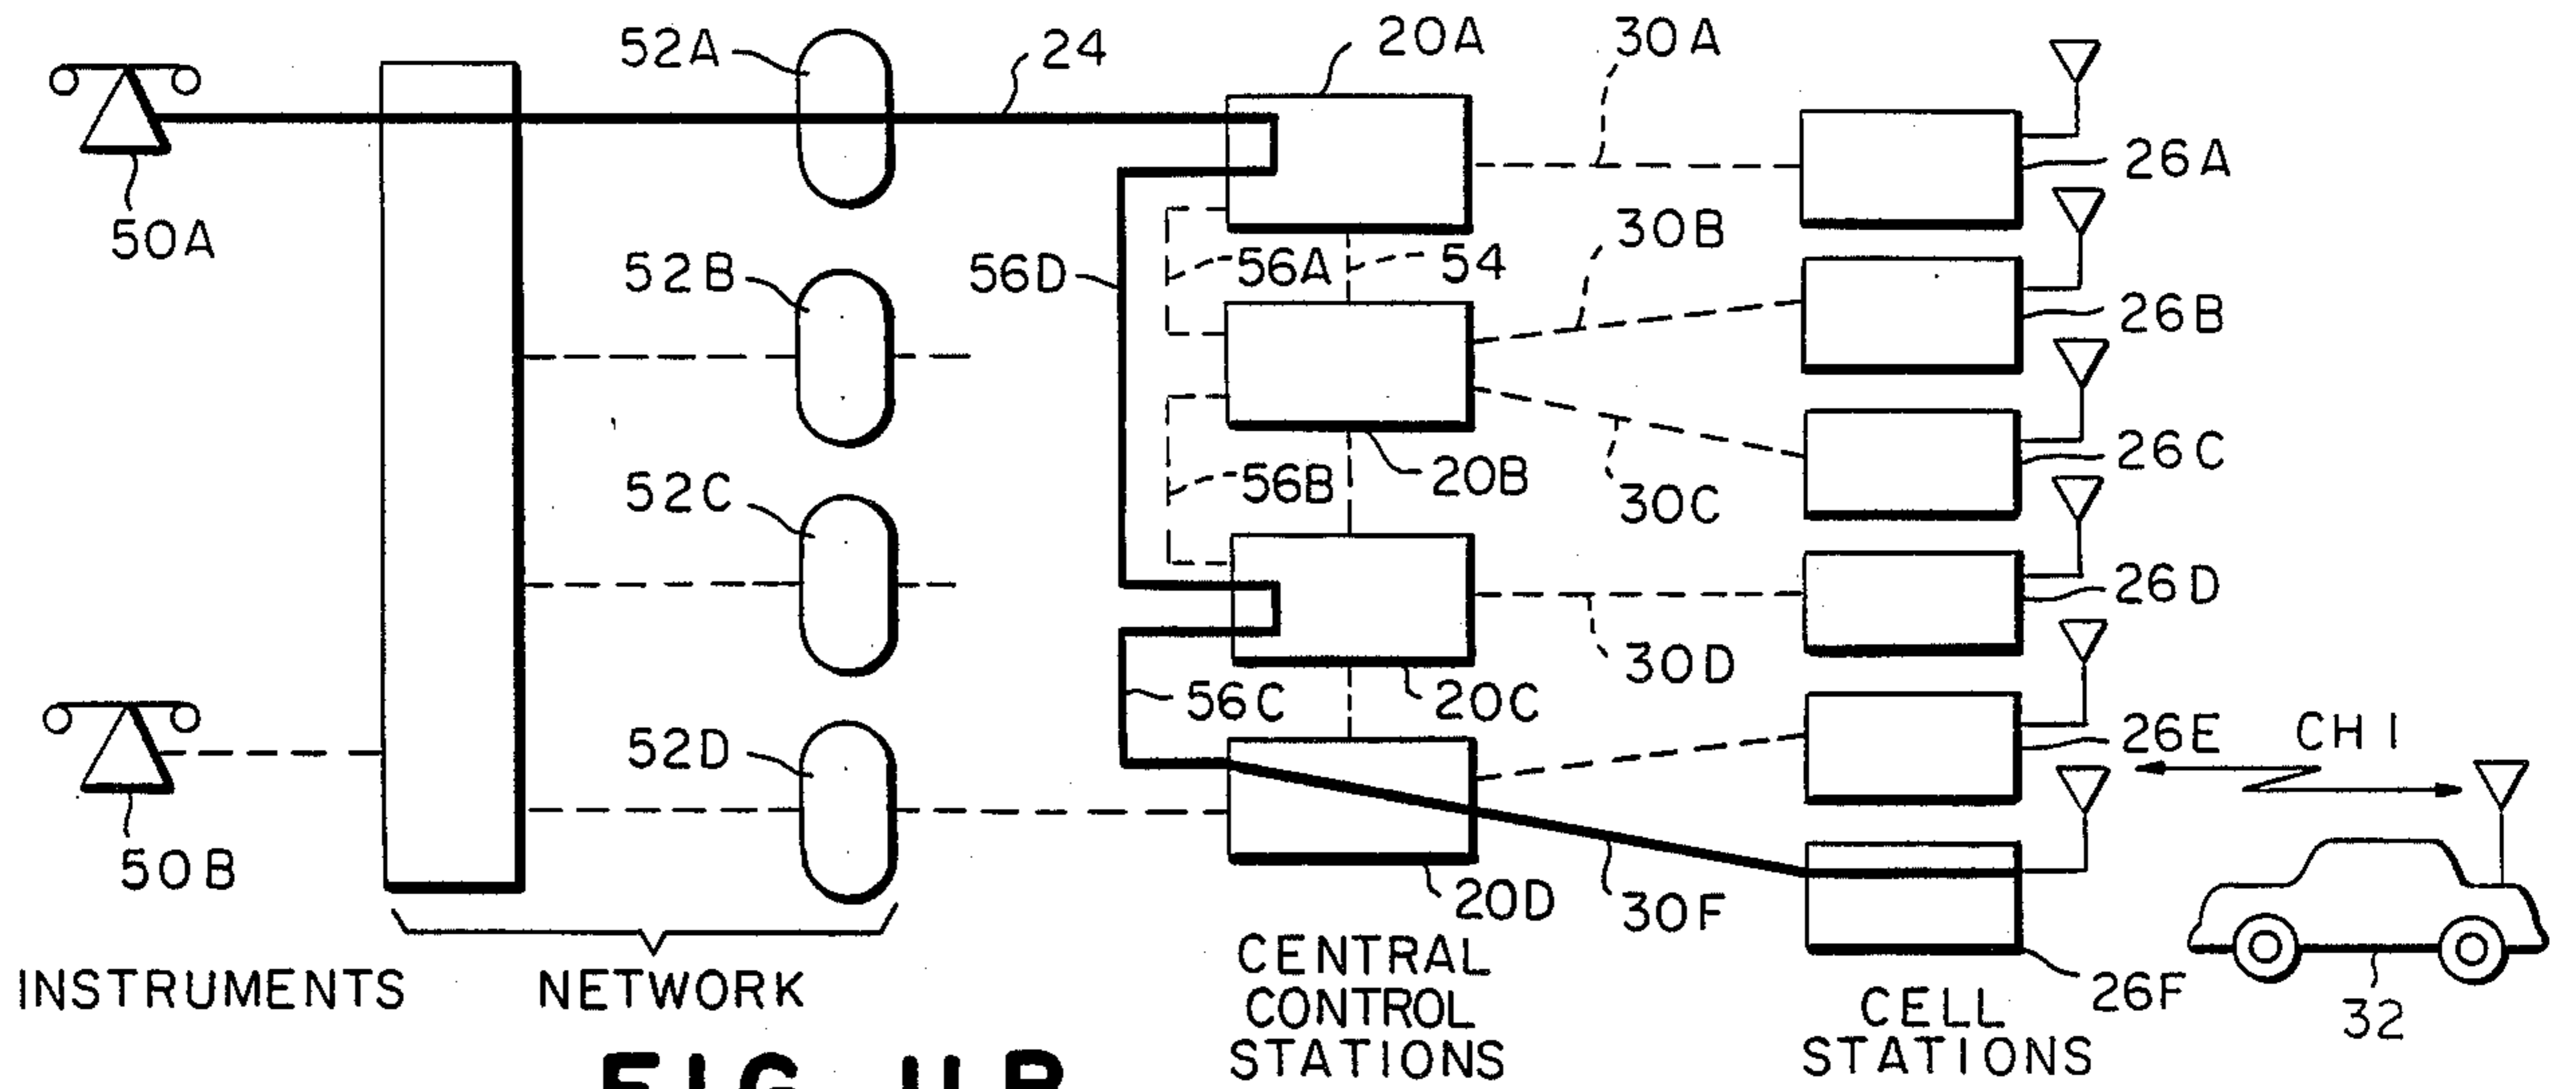 52A
24
20A
30A
26A
50A
30B
56A
54
56D
52B
26B
26C
20B
56B
30C
52C
26D
30D
56C
20C
52D
26E
CH 1
50B
20D
30F
INSTRUMENTS
NETWORK
CENTRAL
CONTROL
STATIONS
CELL
STATIONS
26F
32